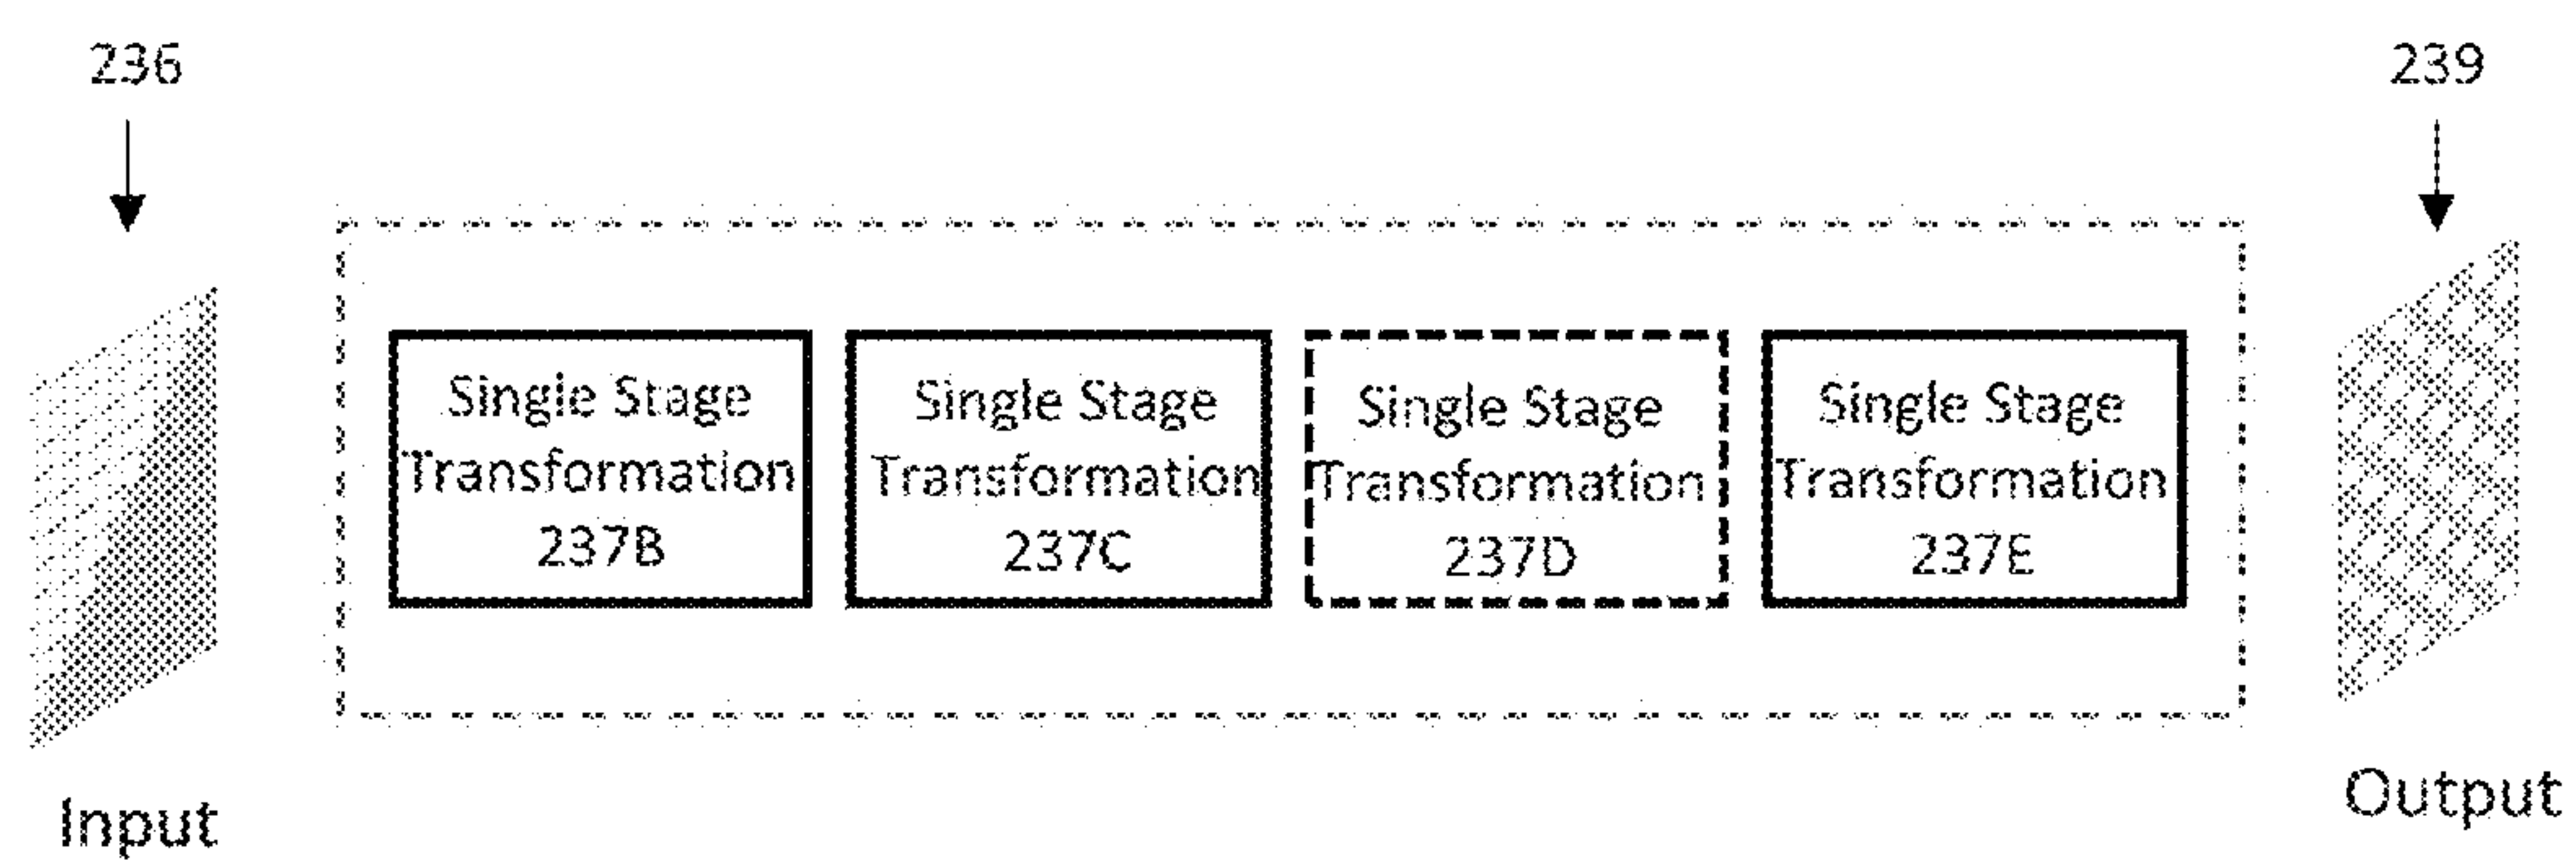 236
239
Single Stage
Transformation
237B
Single Stage
Transformation
237C
Single Stage
Transformation
237D
Single Stage
Transformation
237E
Input
Output